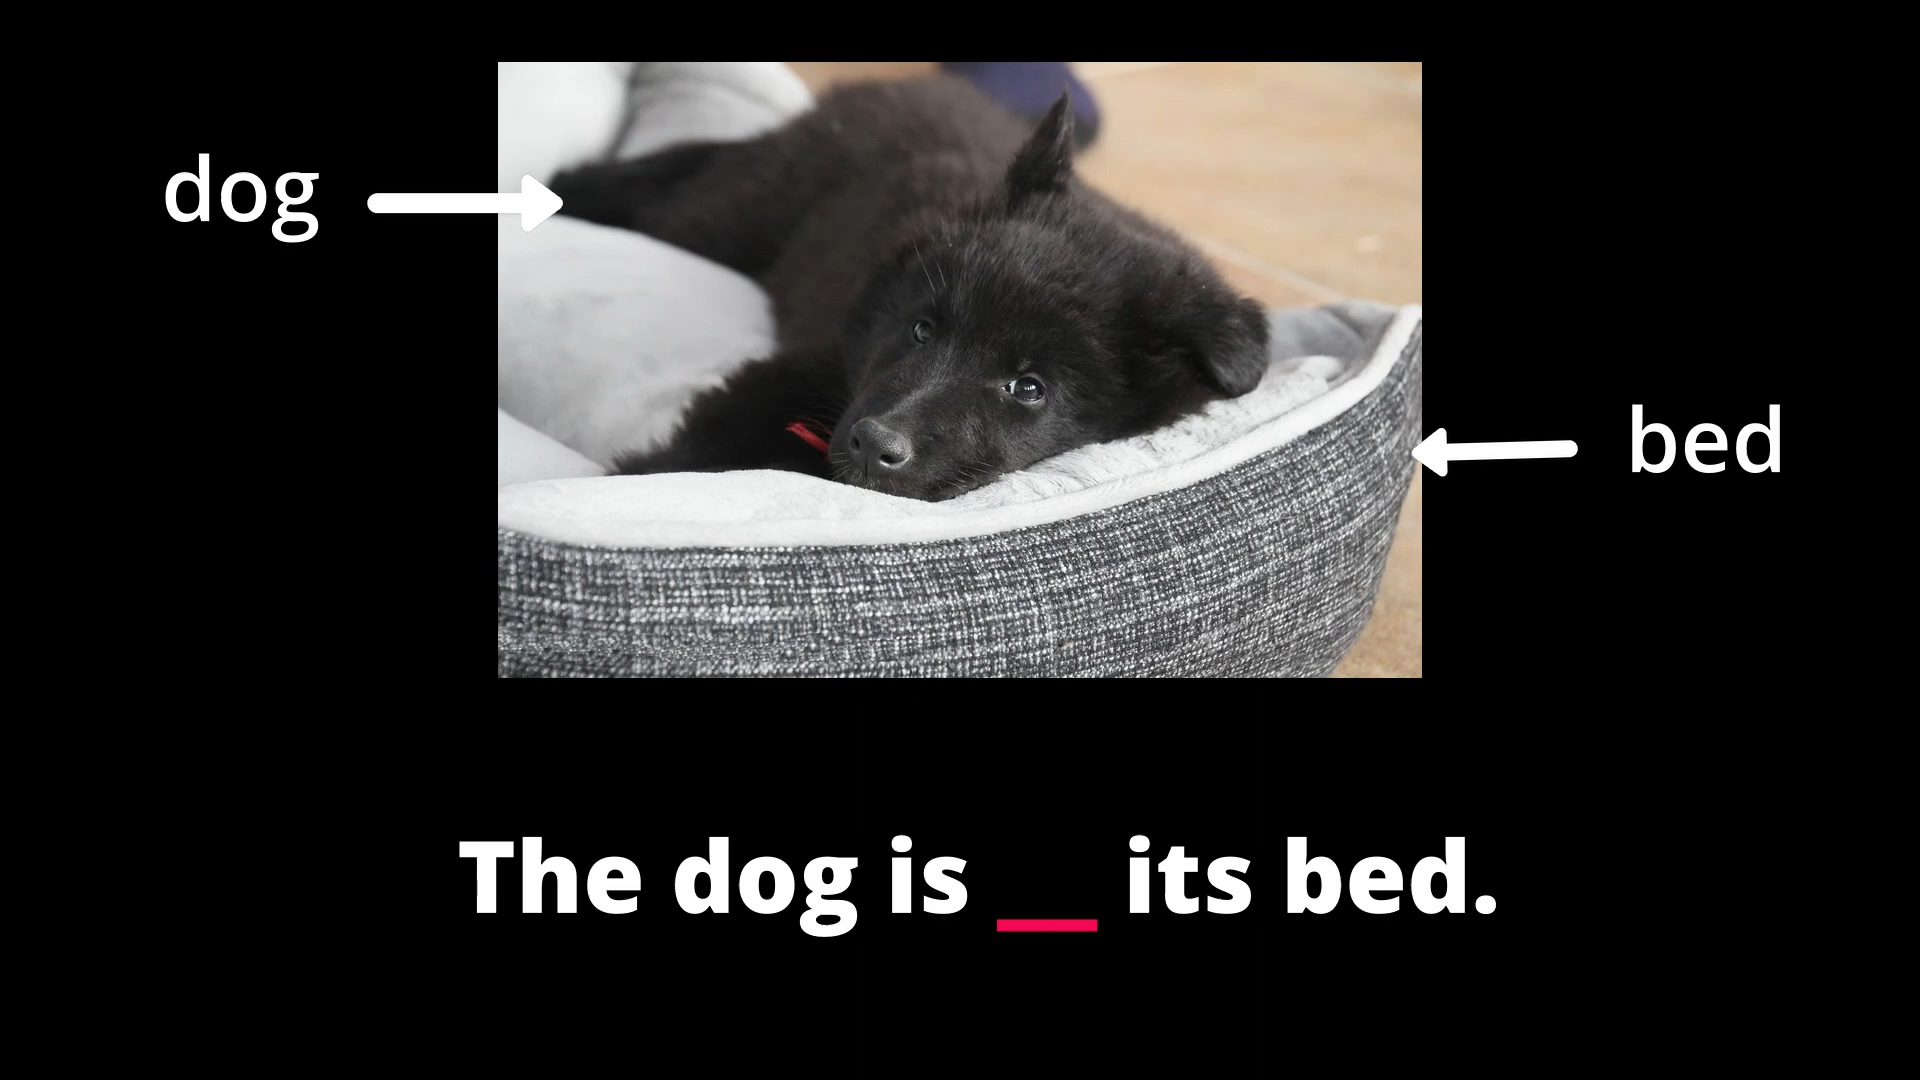 dog
bed
The dog is __ its bed.